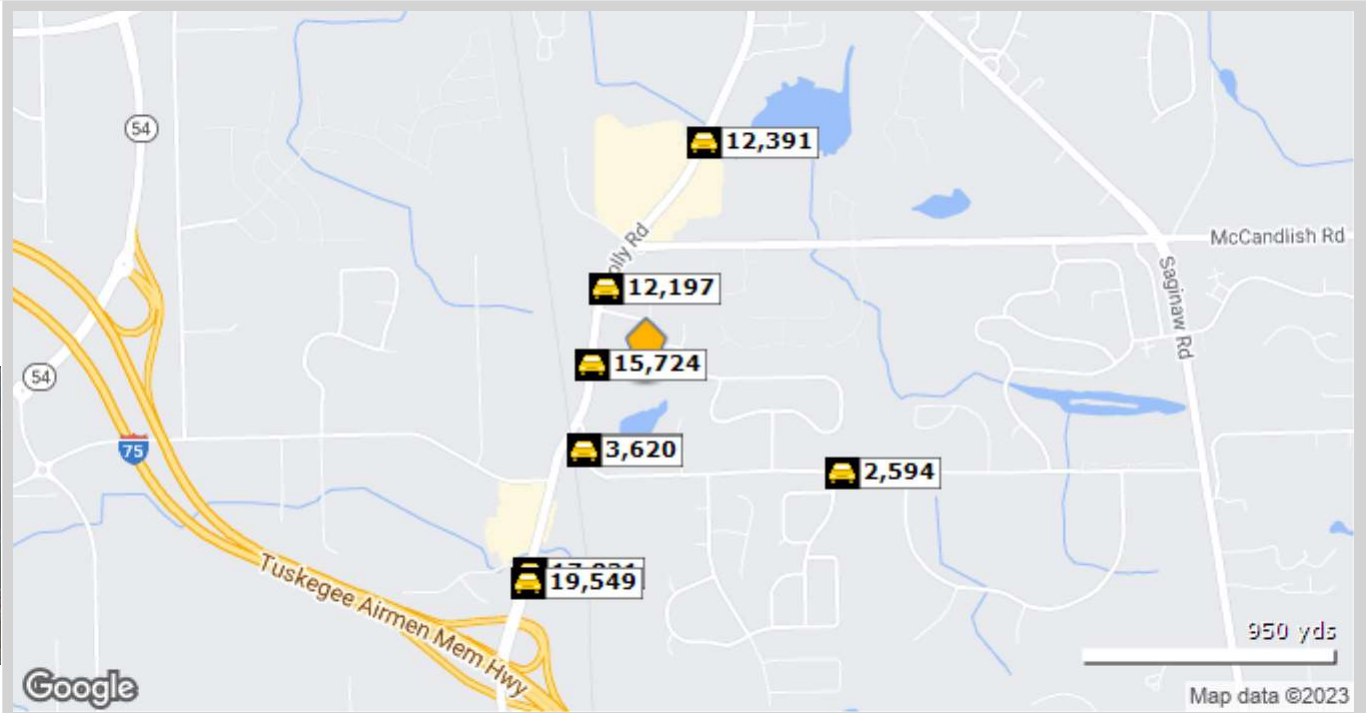 54
12,391
McCandlish Rd
olly Rd
12,197
Saginaw Rd
15,724
54
75
3,620
2,594
19,549
Tuskegee Airmen Mem Hwy
950 yds
Google
Map data ©2023